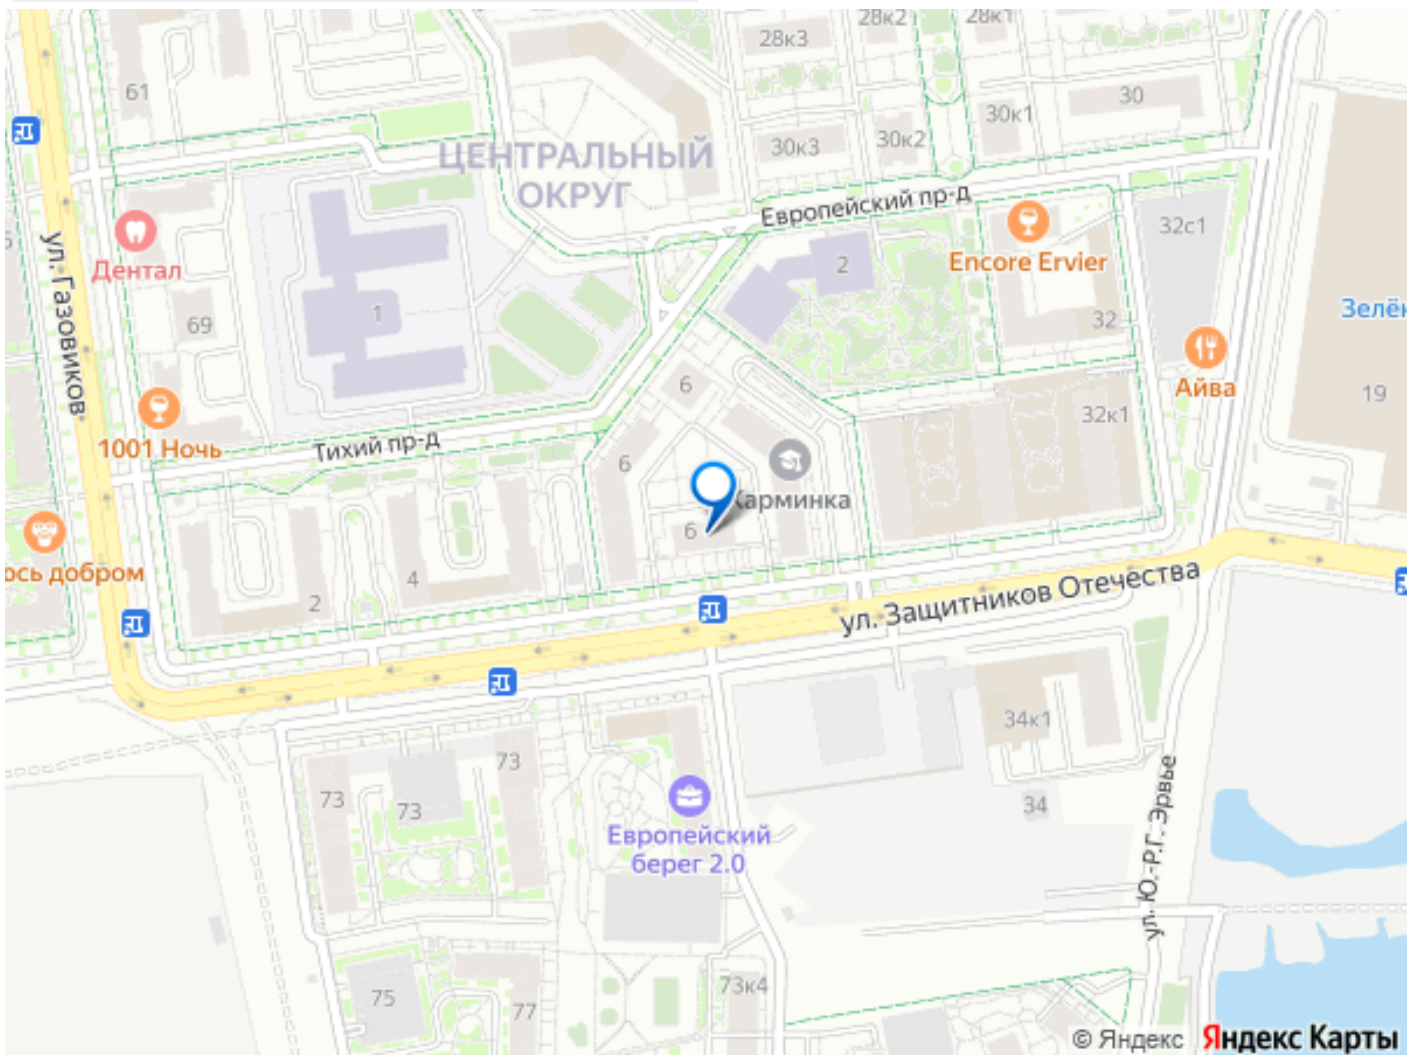 28к2
28к1
28к3
61
30
30к1
30к2
30к3
ЦЕНТРАЛЬНЫЙ
ОКРУГ
Европейский пр-д
32с1
Дентал
ул. Газовиков
2
Encore Ervier
1
69
32
Зелён
6
Айва
19
32к1
1001 Ночь
Тихий пр-д
6
Карминка
6
ось добром
4
2
ул. Защитников Отечества
34к1
73
73
73
34
Европейский
берег 2.0
ул. Ю.-Р.Г. Эрвье
73к4
75
77
© Яндекс Яндекс Карты